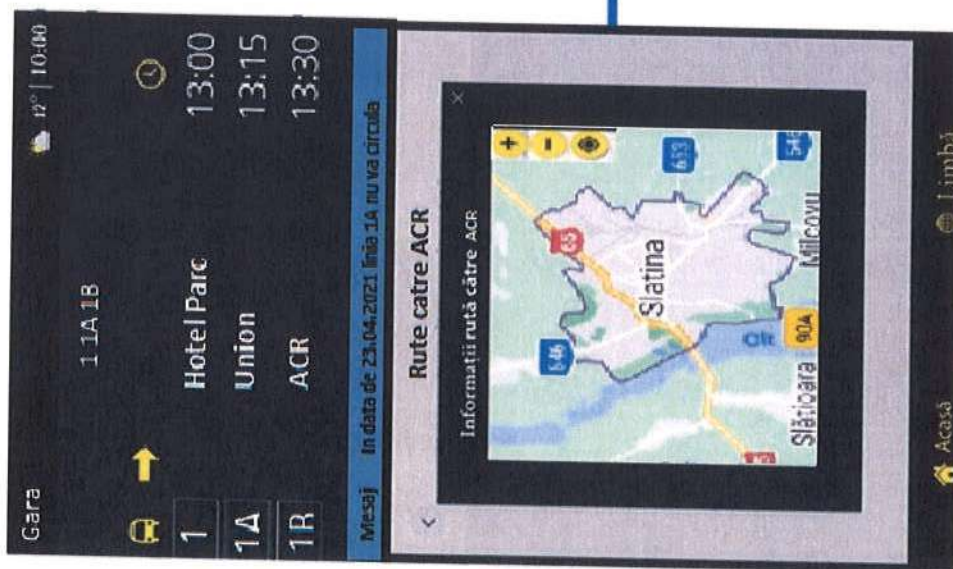 Gara 12° | 10:00
1 1A 1B
1 Hotel Parc 13:00
1A Union 13:15
1R ACR 13:30
Mesaj In data de 23.04.2021 linia 1A nu va circula
Rute catre ACR
Informații rută către ACR
646
65
653
Slatina
546
90A
Milcovu
Slătioara
Acasă Limbă